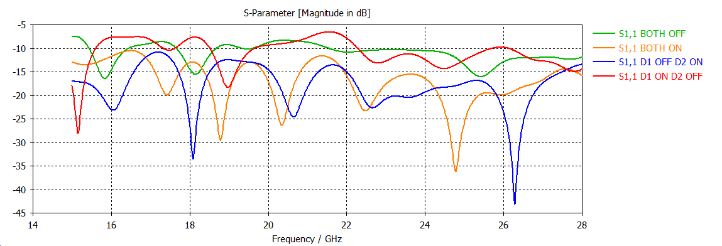 S-Parameter [Magnitude in dB]
-5
-10
-15
-20
-25
-30
-35
-40
-45
14
16
18
20
22
24
26
28
Frequency / GHz
S1,1 BOTH OFF
S1,1 BOTH ON
S1,1 D1 OFF D2 ON
S1,1 D1 ON D2 OFF